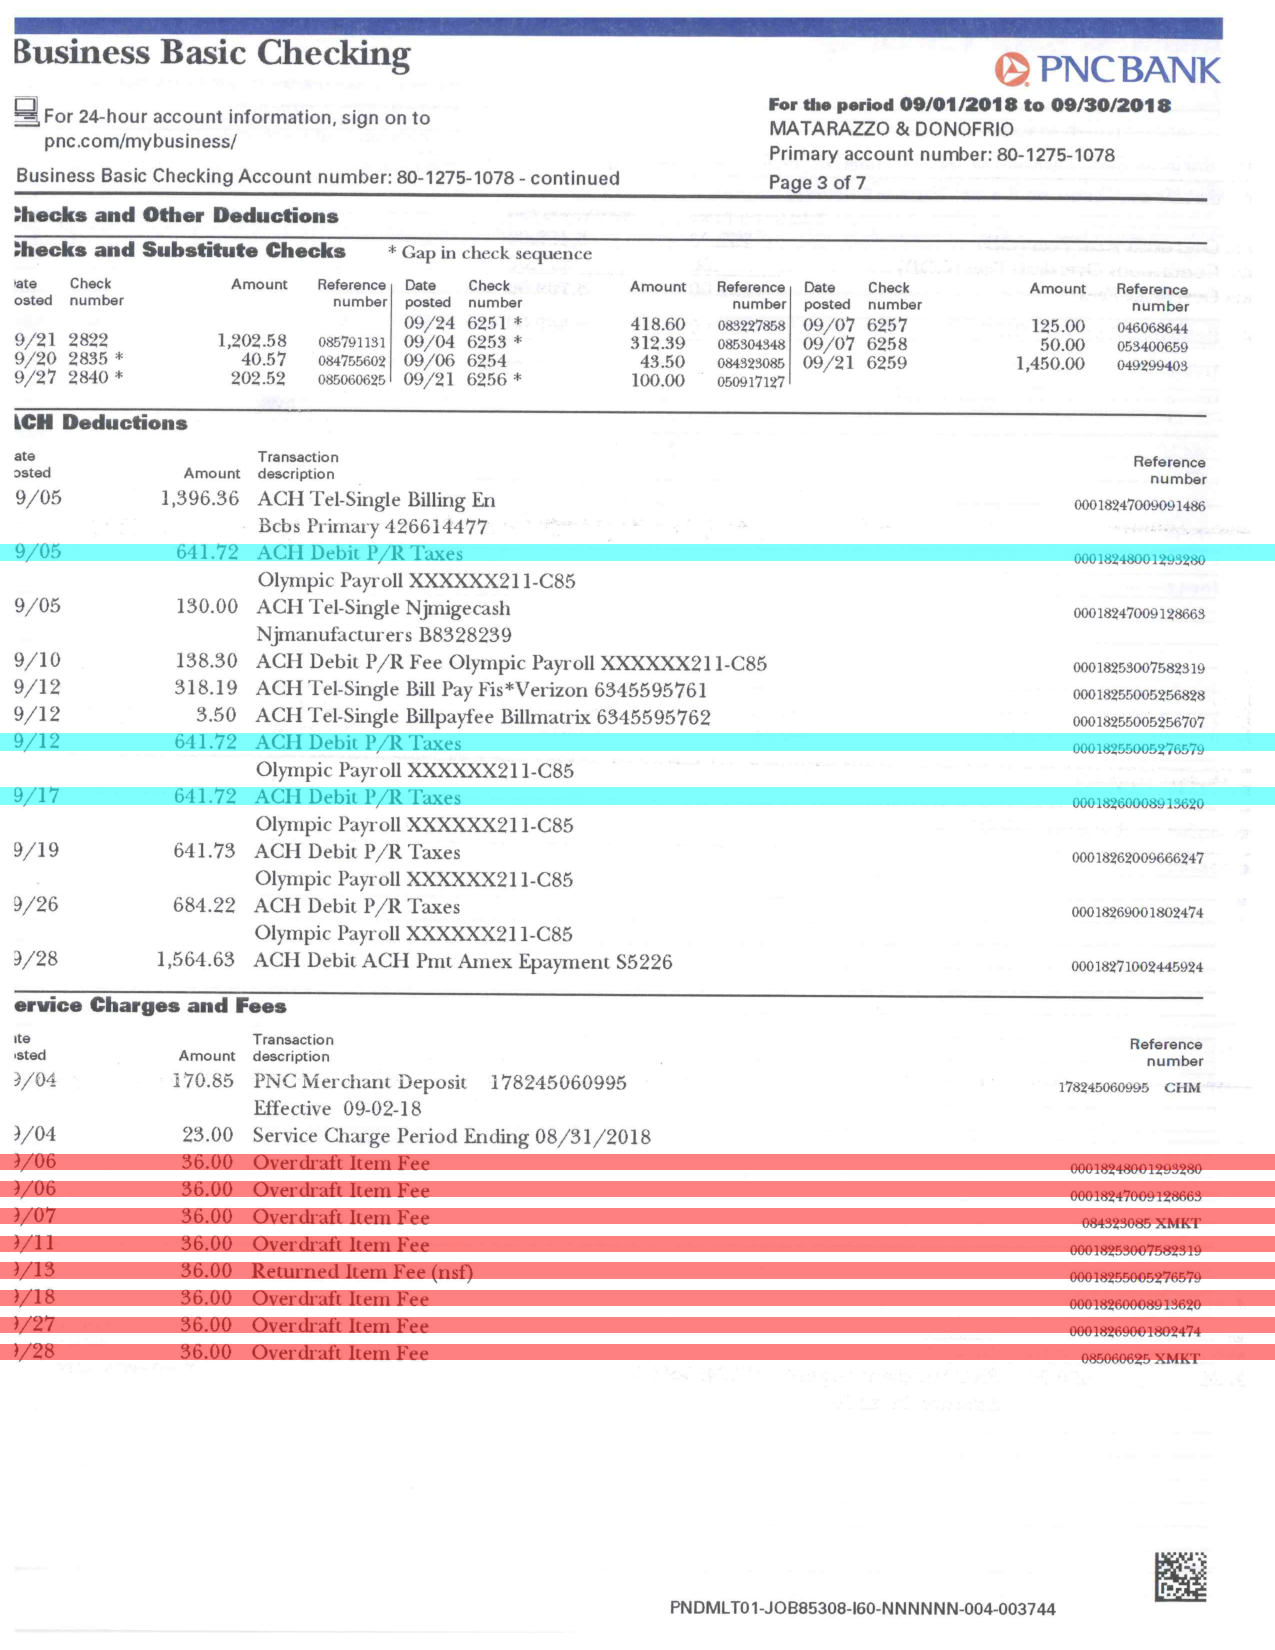 Business Basic Checking
PNCBANK
For 24-hour account information, sign on to
pnc.com/mybusiness/
For the period 09/01/2018 to 09/30/2018
MATARAZZO & DONOFRIO
Primary account number: 80-1275-1078
Business Basic Checking Account number: 80-1275-1078 - continued
Page 3 of 7
hecks and Other Deductions
hecks and Substitute Checks * Gap in check sequence
ate Check Amount Reference Date Check Amount Reference Date Check Amount Reference
osted number number posted number number posted number number
09/24 6251 * 418.60 083227858 09/07 6257 125.00 046068644
9/21 2822 1,202.58 085791131 09/04 6253 * 312.39 085304348 09/07 6258 50.00 053400659
9/20 2835 * 40.57 084755602 09/06 6254 43.50 084323085 09/21 6259 1,450.00 049299403
9/27 2840 * 202.52 085060625 09/21 6256 * 100.00 050917127
ACH Deductions
ate Transaction Reference
osted Amount description number
9/05 1,396.36 ACH Tel-Single Billing En 00018247009091486
Bcbs Primary 426614477
9/05 641.72 ACH Debit P/R Taxes 00018248001293280
Olympic Payroll XXXXXX211-C85
9/05 130.00 ACH Tel-Single Njmigecash 00018247009128663
Njmanufacturers B8328239
9/10 138.30 ACH Debit P/R Fee Olympic Payroll XXXXXX211-C85 00018253007582319
9/12 318.19 ACH Tel-Single Bill Pay Fis*Verizon 6345595761 00018255005256828
9/12 3.50 ACH Tel-Single Billpayfee Billmatrix 6345595762 00018255005256707
9/12 641.72 ACH Debit P/R Taxes 00018255005276579
Olympic Payroll XXXXXX211-C85
9/17 641.72 ACH Debit P/R Taxes 00018260008913620
Olympic Payroll XXXXXX211-C85
9/19 641.73 ACH Debit P/R Taxes 00018262009666247
Olympic Payroll XXXXXX211-C85
9/26 684.22 ACH Debit P/R Taxes 00018269001802474
Olympic Payroll XXXXXX211-C85
9/28 1,564.63 ACH Debit ACH Pmt Amex Epayment S5226 00018271002445924
ervice Charges and Fees
ate Transaction Reference
osted Amount description number
9/04 170.85 PNC Merchant Deposit 178245060995 178245060995 CHM
Effective 09-02-18
9/04 23.00 Service Charge Period Ending 08/31/2018
9/06 36.00 Overdraft Item Fee 00018248001293280
9/06 36.00 Overdraft Item Fee 00018247009128663
9/07 36.00 Overdraft Item Fee 084323085 XMKT
9/11 36.00 Overdraft Item Fee 00018253007582319
9/13 36.00 Returned Item Fee (nsf) 00018255005276579
9/18 36.00 Overdraft Item Fee 00018260008913620
9/27 36.00 Overdraft Item Fee 00018269001802474
9/28 36.00 Overdraft Item Fee 085060625 XMKT
PNDMLT01-JOB85308-I60-NNNNNN-004-003744